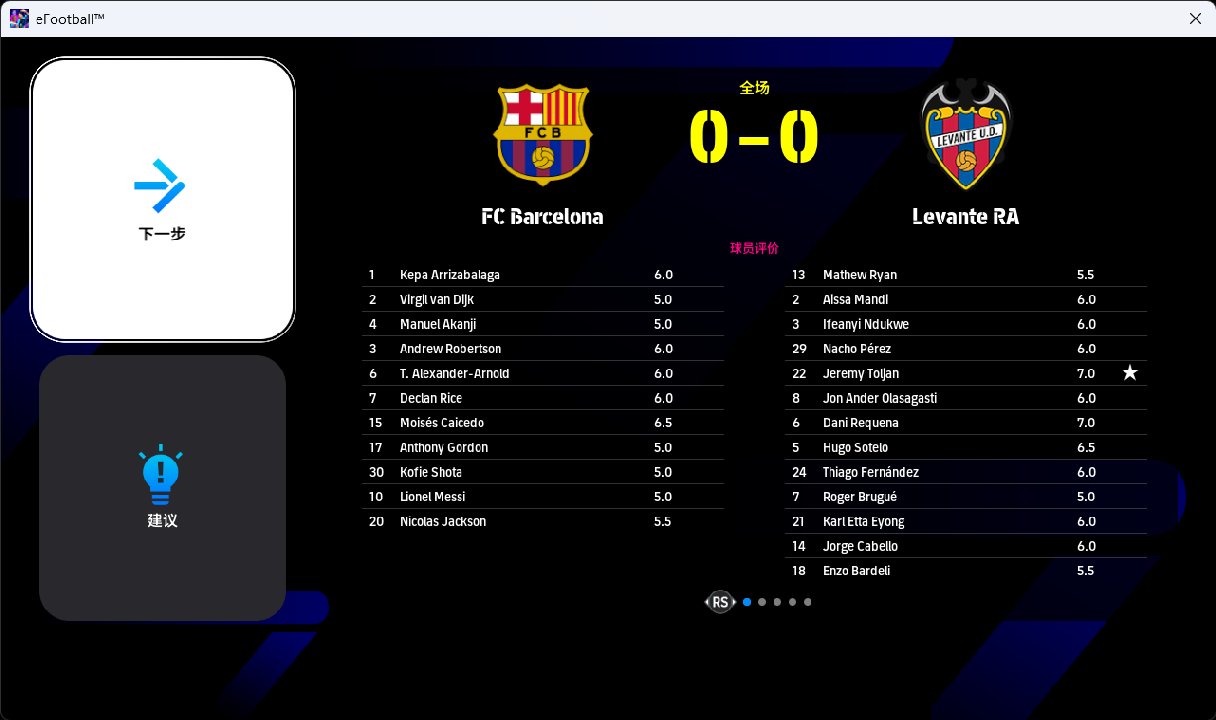 eFootball™
下一步
建议
全场
0-0
FCB
LEVANTE U.D.
FC Barcelona
Levante RA
球员评价
1 Kepa Arrizabalaga 6.0
2 Virgil van Dijk 5.0
4 Manuel Akanji 5.0
3 Andrew Robertson 6.0
6 T. Alexander-Arnold 6.0
7 Declan Rice 6.0
15 Moisés Caicedo 6.5
17 Anthony Gordon 5.0
30 Kofie Shota 5.0
10 Lionel Messi 5.0
20 Nicolas Jackson 5.5
13 Mathew Ryan 5.5
2 Aissa Mandi 6.0
3 Ifeanyi Ndukwe 6.0
29 Nacho Pérez 6.0
22 Jeremy Toljan 7.0 ★
8 Jon Ander Olasagasti 6.0
6 Dani Requena 7.0
5 Hugo Sotelo 6.5
24 Thiago Fernández 6.0
7 Roger Brugué 5.0
21 Karl Etta Eyong 6.0
14 Jorge Cabello 6.0
18 Enzo Bardeli 5.5
RS